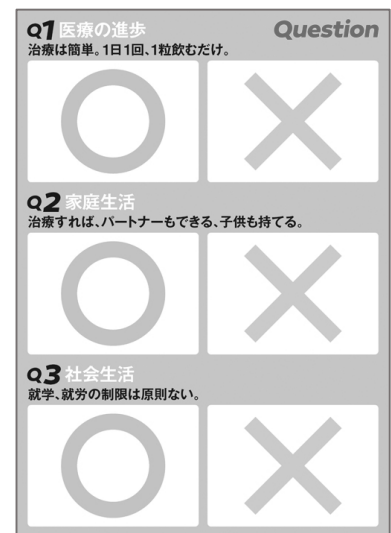 Q1 医療の進歩 Question
治療は簡単。1日1回、1粒飲むだけ。
Q2 家庭生活
治療すれば、パートナーもできる、子供も持てる。
Q3 社会生活
就学、就労の制限は原則ない。